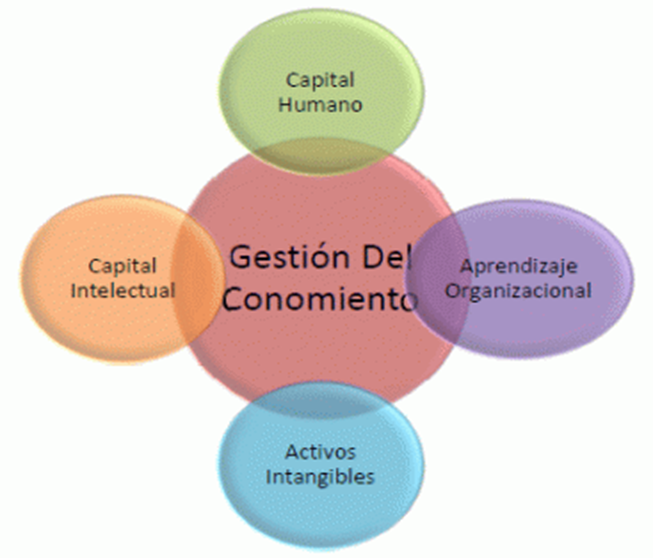 Capital
Humano
Gestión Del
Conomiento
Capital
Intelectual
Aprendizaje
Organizacional
Activos
Intangibles